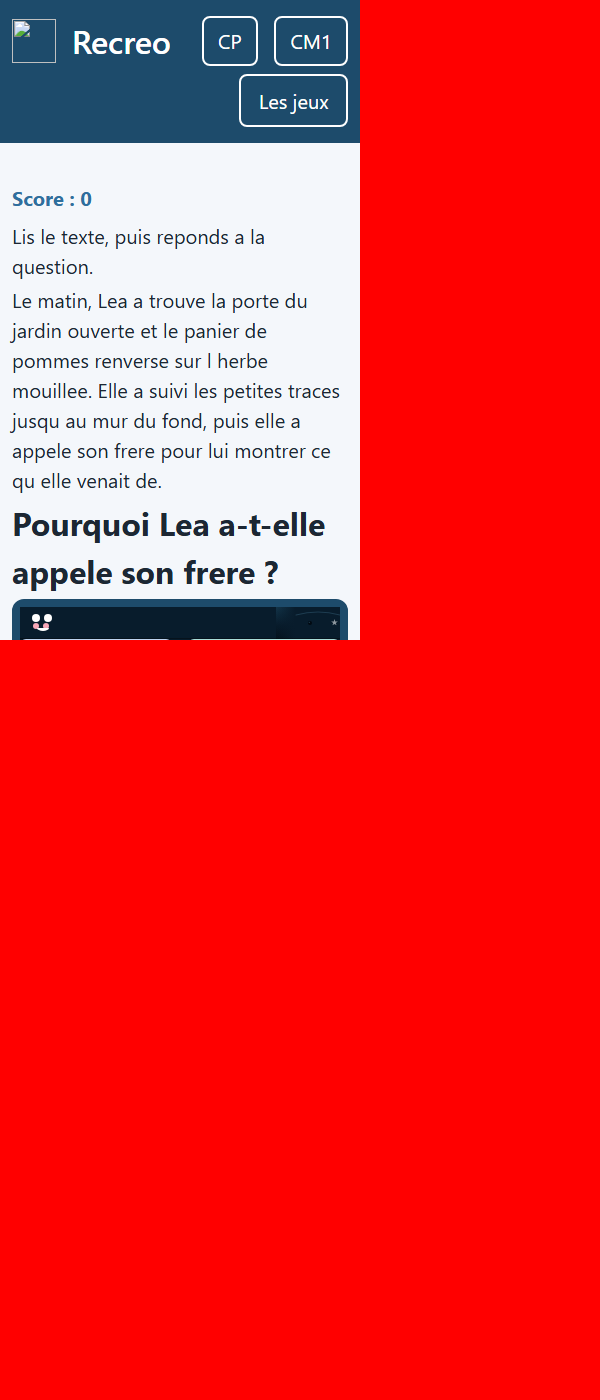 Recreo
CP
CM1
Les jeux
Score : 0
Lis le texte, puis reponds a la
question.
Le matin, Lea a trouve la porte du
jardin ouverte et le panier de
pommes renverse sur l herbe
mouillee. Elle a suivi les petites traces
jusqu au mur du fond, puis elle a
appele son frere pour lui montrer ce
qu elle venait de.
Pourquoi Lea a-t-elle
appele son frere ?